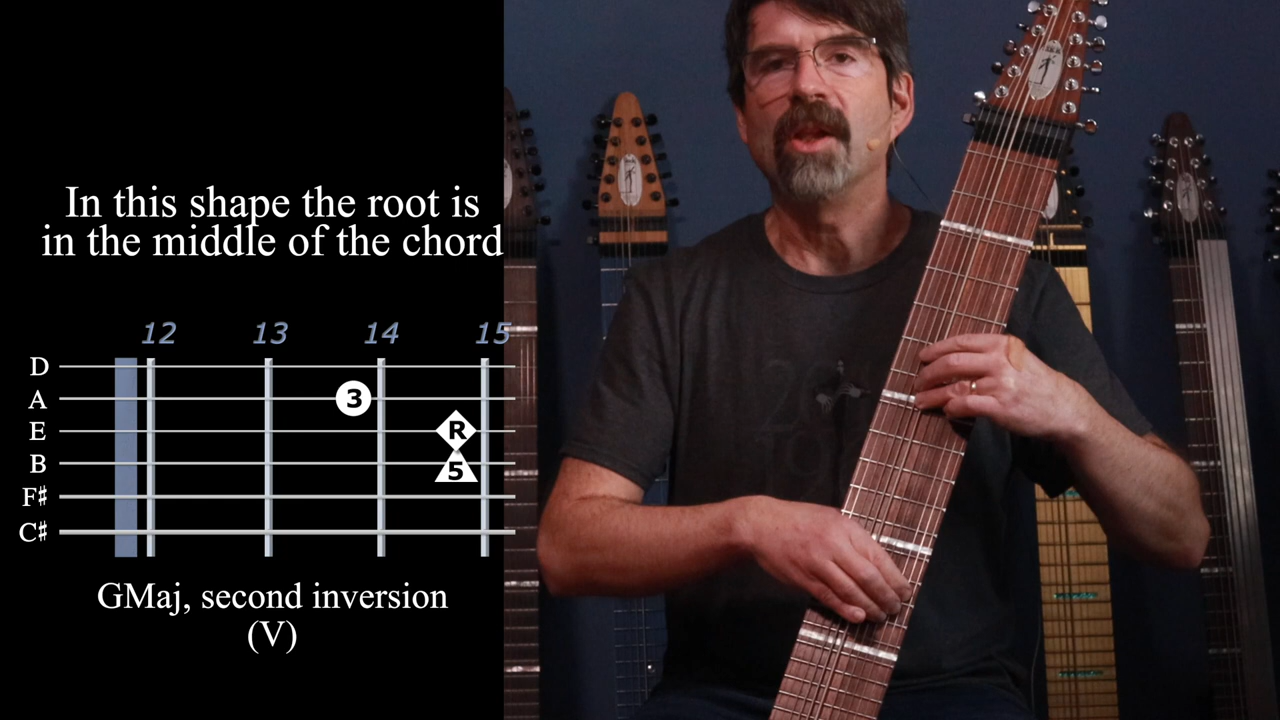 In this shape the root is
in the middle of the chord
12 13 14 15
D
A 3
E R
B 5
F#
C#
GMaj, second inversion
(V)